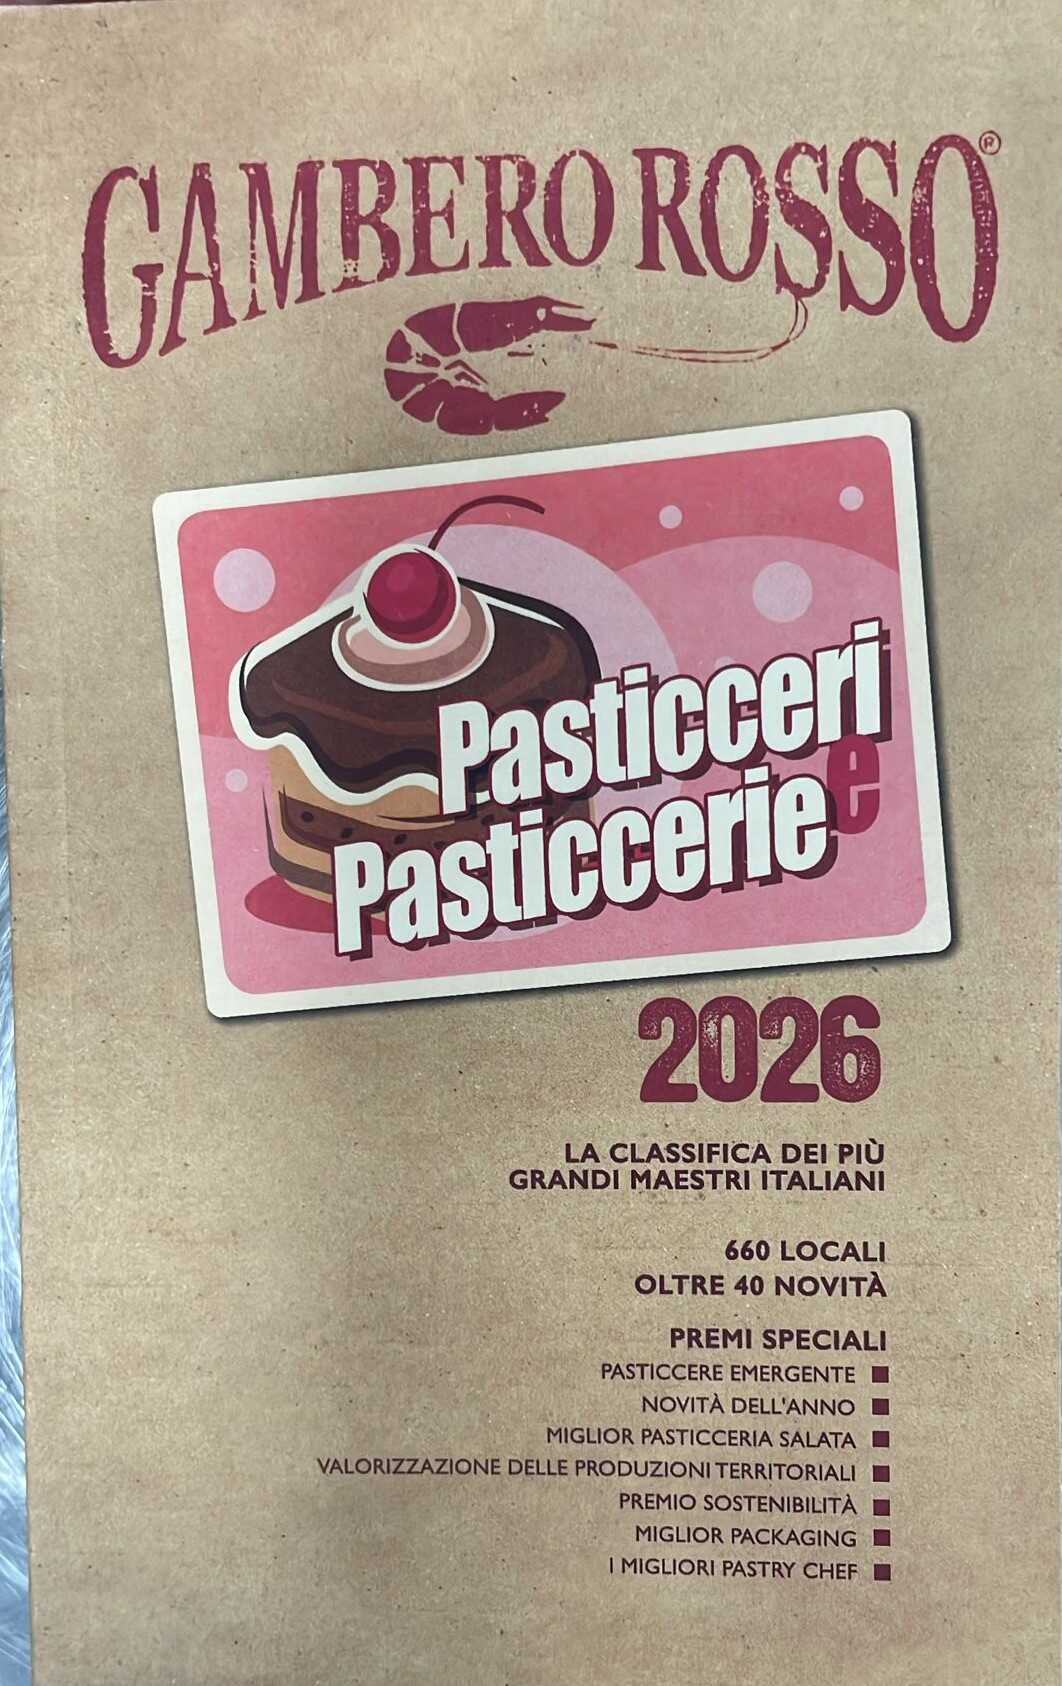 GAMBERO ROSSO®
Pasticceri
e
Pasticcerie
2026
LA CLASSIFICA DEI PIÙ
GRANDI MAESTRI ITALIANI
660 LOCALI
OLTRE 40 NOVITÀ
PREMI SPECIALI
PASTICCERE EMERGENTE
NOVITÀ DELL'ANNO
MIGLIOR PASTICCERIA SALATA
VALORIZZAZIONE DELLE PRODUZIONI TERRITORIALI
PREMIO SOSTENIBILITÀ
MIGLIOR PACKAGING
I MIGLIORI PASTRY CHEF